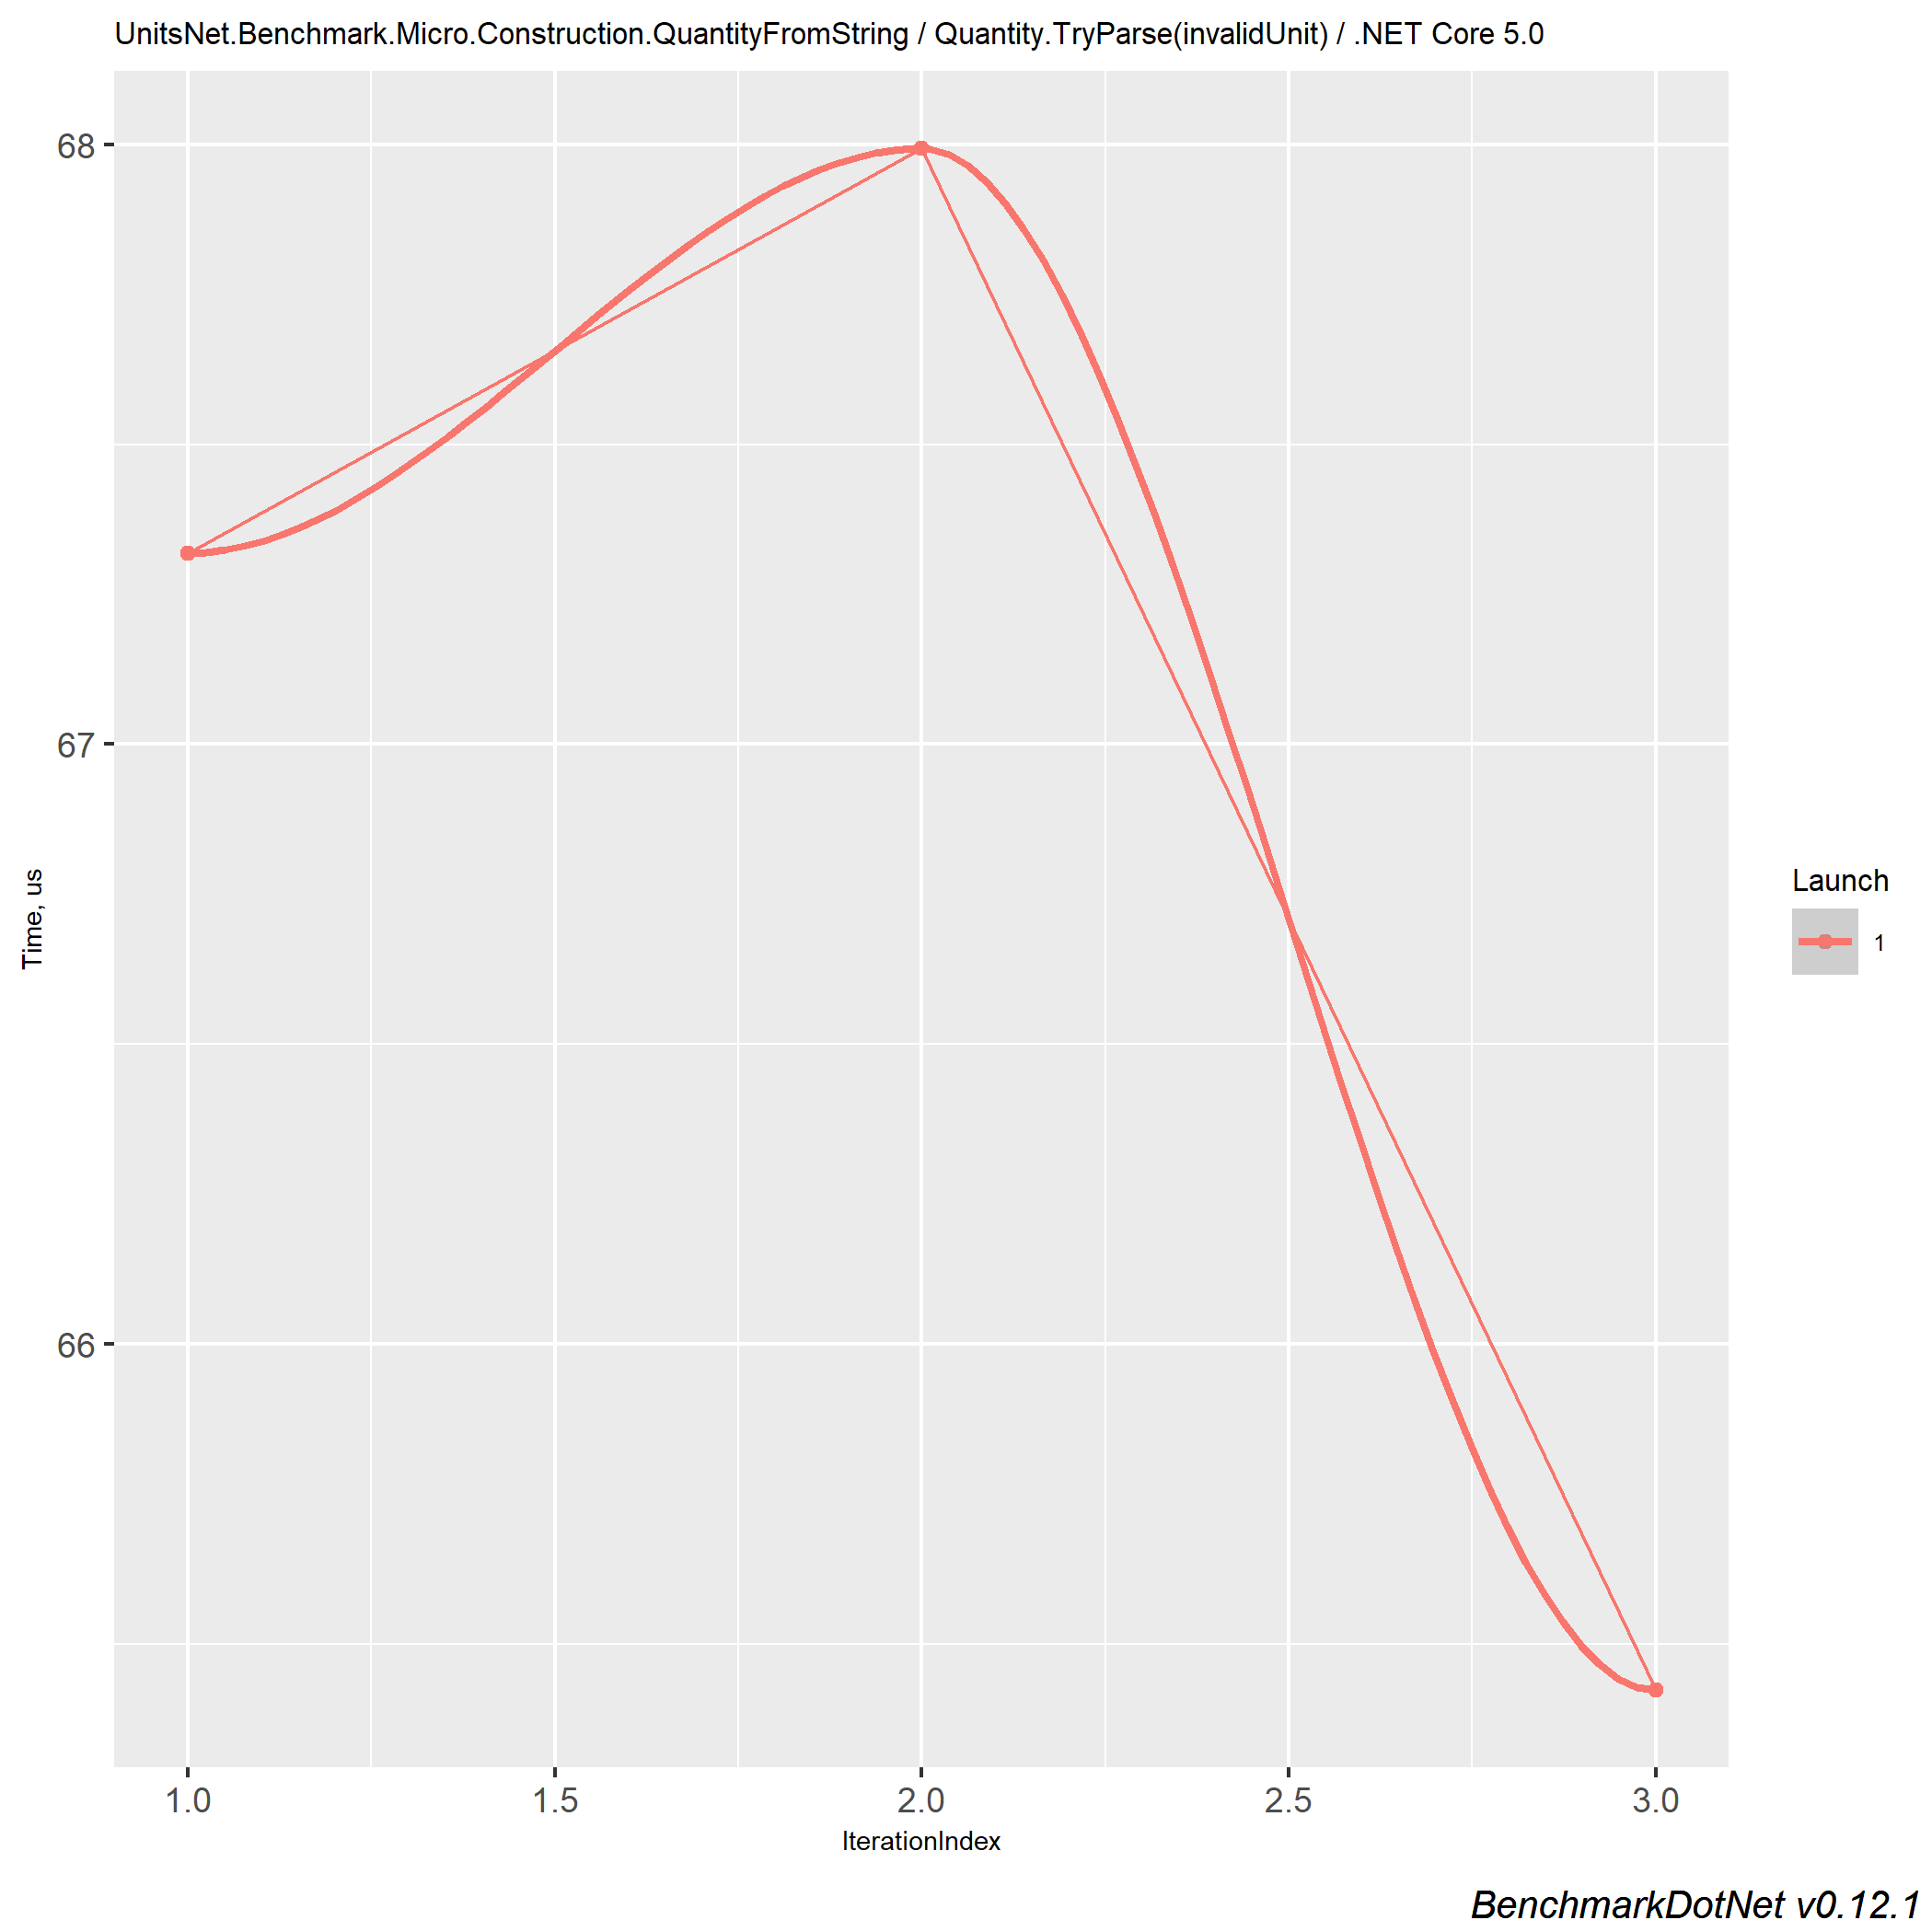 UnitsNet.Benchmark.Micro.Construction.QuantityFromString / Quantity.TryParse(invalidUnit) / .NET Core 5.0
68
67
66
Time, us
1.0 1.5 2.0 2.5 3.0
IterationIndex
Launch
1
BenchmarkDotNet v0.12.1